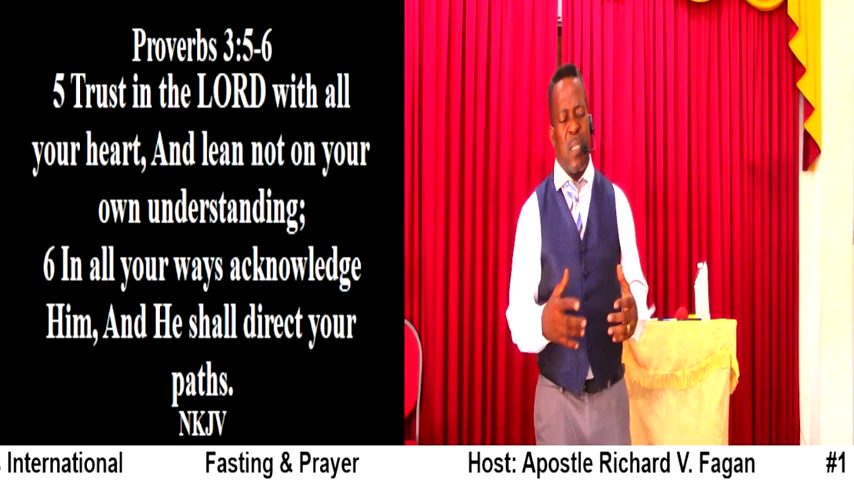 Proverbs 3:5-6
5 Trust in the LORD with all
your heart, And lean not on your
own understanding;
6 In all your ways acknowledge
Him, And He shall direct your
paths.
NKJV
International Fasting & Prayer Host: Apostle Richard V. Fagan #1